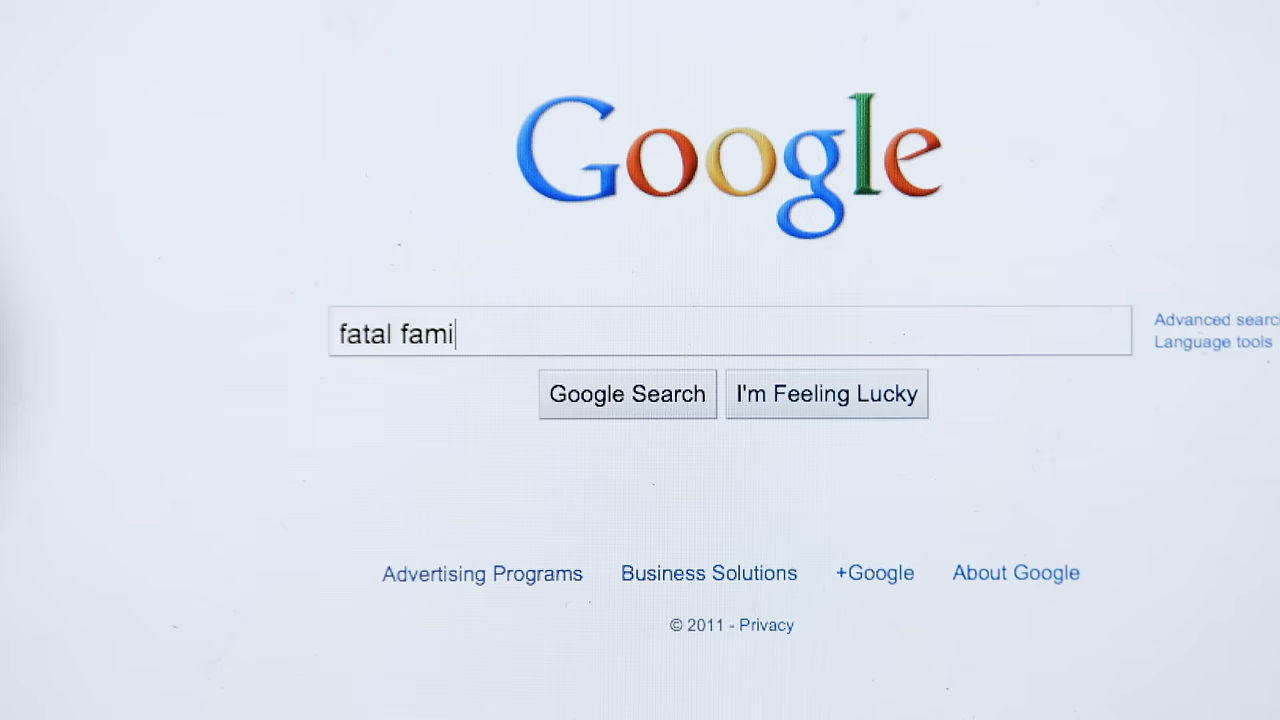 Google
fatal fami
Advanced search
Language tools
Google Search I'm Feeling Lucky
Advertising Programs Business Solutions +Google About Google
© 2011 - Privacy